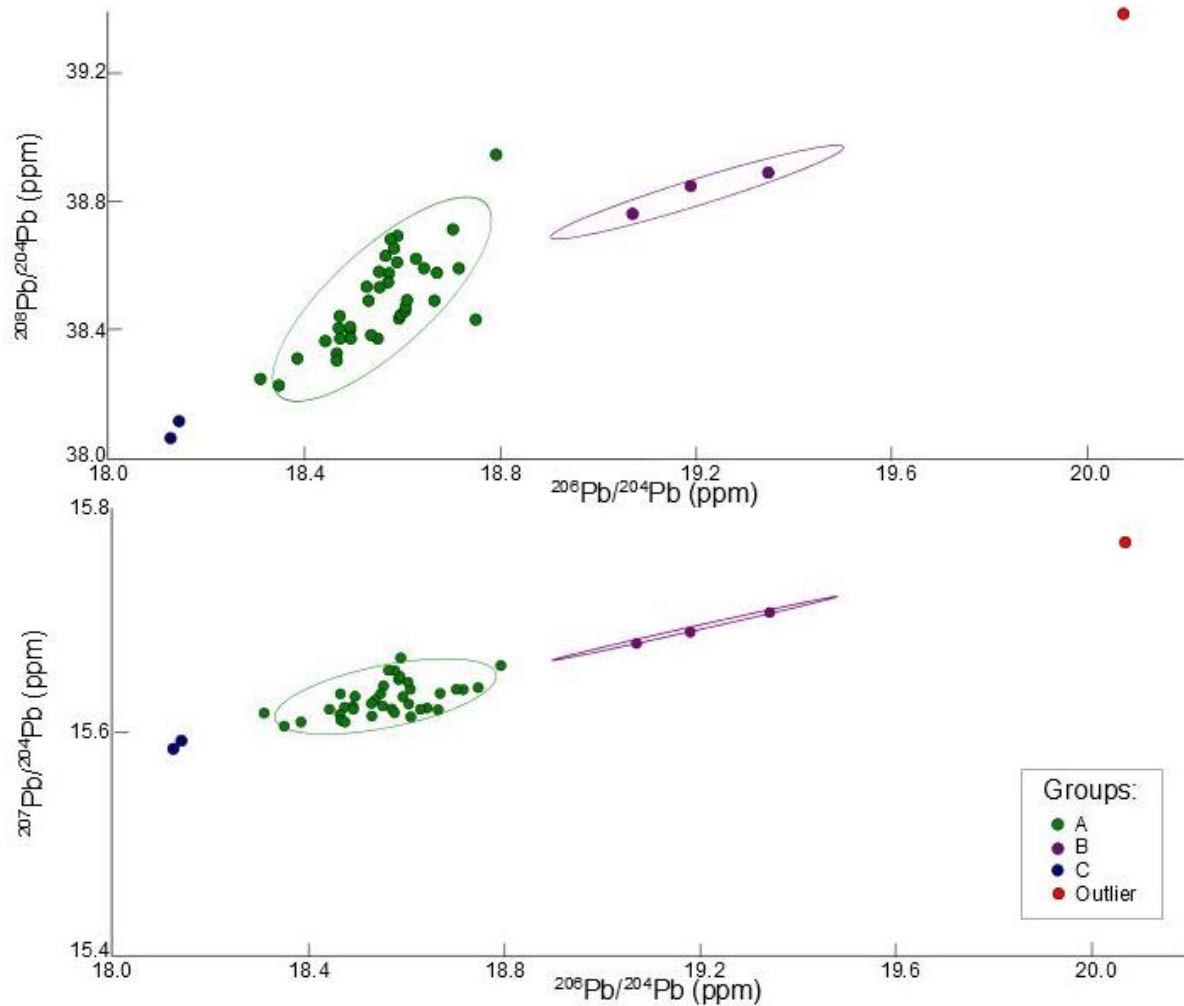 39.2
38.8
38.4
38.0
²⁰⁸Pb/²⁰⁴Pb (ppm)
18.0 18.4 18.8 19.2 19.6 20.0
²⁰⁶Pb/²⁰⁴Pb (ppm)
15.8
15.6
15.4
²⁰⁷Pb/²⁰⁴Pb (ppm)
Groups:
A
B
C
Outlier
18.0 18.4 18.8 19.2 19.6 20.0
²⁰⁶Pb/²⁰⁴Pb (ppm)